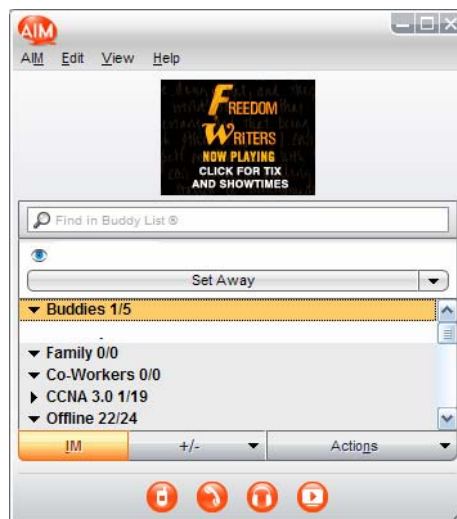 AIM
AIM Edit View Help
FREEDOM
WRITERS
NOW PLAYING
CLICK FOR TIX
AND SHOWTIMES
Find in Buddy List ®
Set Away
Buddies 1/5
Family 0/0
Co-Workers 0/0
CCNA 3.0 1/19
Offline 22/24
IM +/- Actions